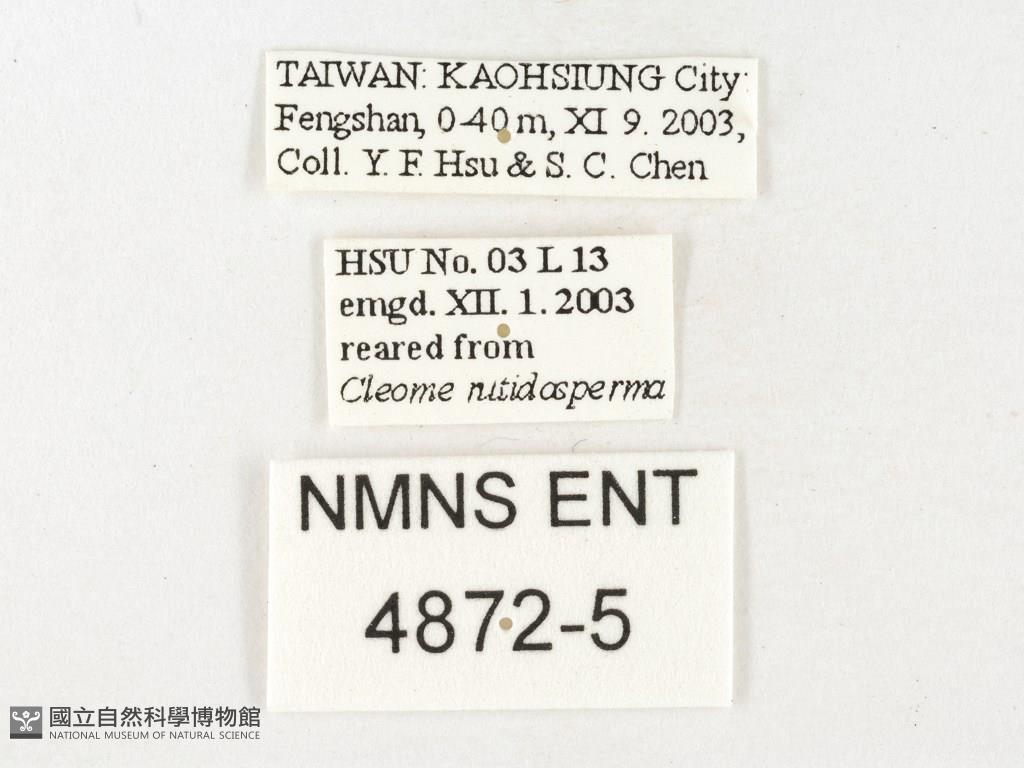 TAIWAN: KAOHSIUNG City
Fengshan, 0-40 m, XI 9. 2003,
Coll. Y. F. Hsu & S. C. Chen
HSU No. 03 L 13
emgd. XII. 1. 2003
reared from
Cleome rutidosperma
NMNS ENT
4872-5
國立自然科學博物館
NATIONAL MUSEUM OF NATURAL SCIENCE